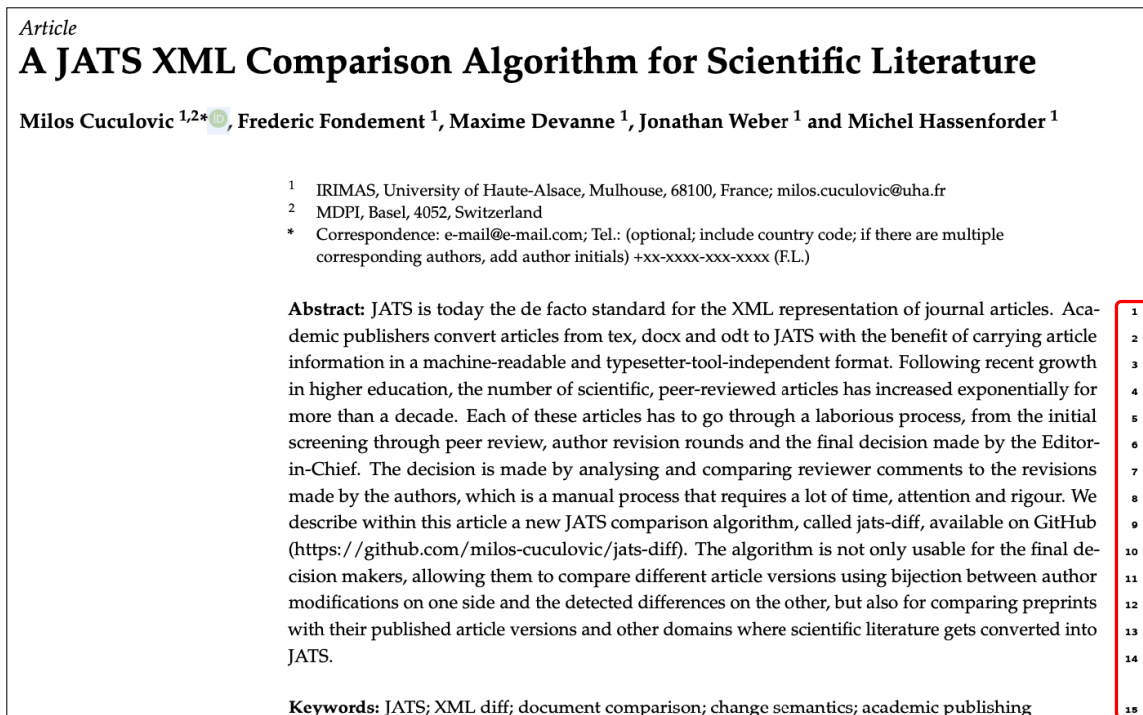 Article
A JATS XML Comparison Algorithm for Scientific Literature
Milos Cuculovic 1,2* iD, Frederic Fondement 1, Maxime Devanne 1, Jonathan Weber 1 and Michel Hassenforder 1
1 IRIMAS, University of Haute-Alsace, Mulhouse, 68100, France; milos.cuculovic@uha.fr
2 MDPI, Basel, 4052, Switzerland
* Correspondence: e-mail@e-mail.com; Tel.: (optional; include country code; if there are multiple
corresponding authors, add author initials) +xx-xxxx-xxx-xxxx (F.L.)
Abstract: JATS is today the de facto standard for the XML representation of journal articles. Aca- 1
demic publishers convert articles from tex, docx and odt to JATS with the benefit of carrying article 2
information in a machine-readable and typesetter-tool-independent format. Following recent growth 3
in higher education, the number of scientific, peer-reviewed articles has increased exponentially for 4
more than a decade. Each of these articles has to go through a laborious process, from the initial 5
screening through peer review, author revision rounds and the final decision made by the Editor- 6
in-Chief. The decision is made by analysing and comparing reviewer comments to the revisions 7
made by the authors, which is a manual process that requires a lot of time, attention and rigour. We 8
describe within this article a new JATS comparison algorithm, called jats-diff, available on GitHub 9
(https://github.com/milos-cuculovic/jats-diff). The algorithm is not only usable for the final de- 10
cision makers, allowing them to compare different article versions using bijection between author 11
modifications on one side and the detected differences on the other, but also for comparing preprints 12
with their published article versions and other domains where scientific literature gets converted into 13
JATS. 14
Keywords: JATS; XML diff; document comparison; change semantics; academic publishing 15